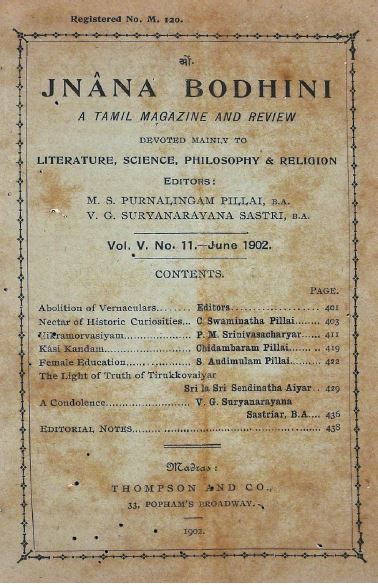 Registered No. M. 120.
ஸ்ரீ:
JNÂNA BODHINI
A TAMIL MAGAZINE AND REVIEW
DEVOTED MAINLY TO
LITERATURE, SCIENCE, PHILOSOPHY & RELIGION
EDITORS:
M. S. PURNALINGAM PILLAI, B.A.
V. G. SURYANARAYANA SASTRI, B.A.
Vol. V. No. 11.—June 1902.
CONTENTS.
PAGE.
Abolition of Vernaculars........ Editors.................... 401
Nectar of Historic Curiosities... C. Swaminatha Pillai....... 403
Vikramorvasiyam............... P. M. Srinivasacharyar...... 411
Kási Kandam.................... Chidambaram Pillai........ 419
Female Education................ S. Audimulam Pillai........ 422
The Light of Truth of Tirukkovaiyar
Sri la Sri Sendinatha Aiyar.. 429
A Condolence..................... V. G. Suryanarayana
Sastriar, B.A.... 436
EDITORIAL NOTES.................................................. 438
Madras:
THOMPSON AND CO.,
33, POPHAM'S BROADWAY.
1902.